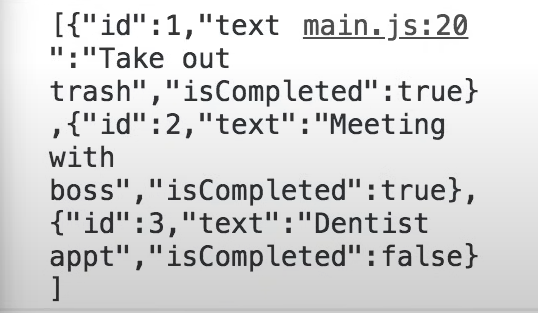 [{"id":1,"text main.js:20
":"Take out
trash","isCompleted":true}
,{"id":2,"text":"Meeting
with
boss","isCompleted":true},
{"id":3,"text":"Dentist
appt","isCompleted":false}
]